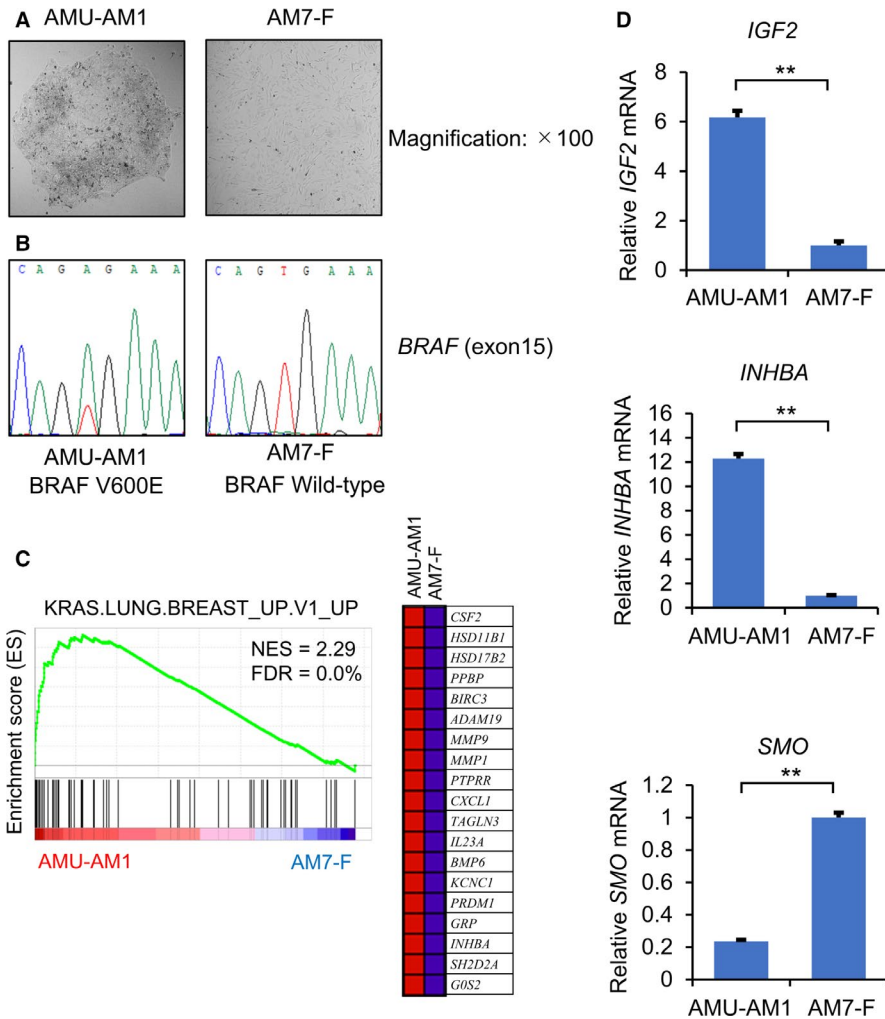 A
AMU-AM1
AM7-F
Magnification: × 100
B
C A G A G A A A
C A G T G A A A
BRAF (exon15)
AMU-AM1
BRAF V600E
AM7-F
BRAF Wild-type
C
KRAS.LUNG.BREAST_UP.V1_UP
NES = 2.29
FDR = 0.0%
Enrichment score (ES)
AMU-AM1
AM7-F
AMU-AM1
AM7-F
CSF2
HSD11B1
HSD17B2
PPBP
BIRC3
ADAM19
MMP9
MMP1
PTPRR
CXCL1
TAGLN3
IL23A
BMP6
KCNC1
PRDM1
GRP
INHBA
SH2D2A
G0S2
D
IGF2
**
Relative IGF2 mRNA
8
6
4
2
0
AMU-AM1
AM7-F
INHBA
**
Relative INHBA mRNA
16
14
12
10
8
6
4
2
0
AMU-AM1
AM7-F
SMO
**
Relative SMO mRNA
1.2
1
0.8
0.6
0.4
0.2
0
AMU-AM1
AM7-F